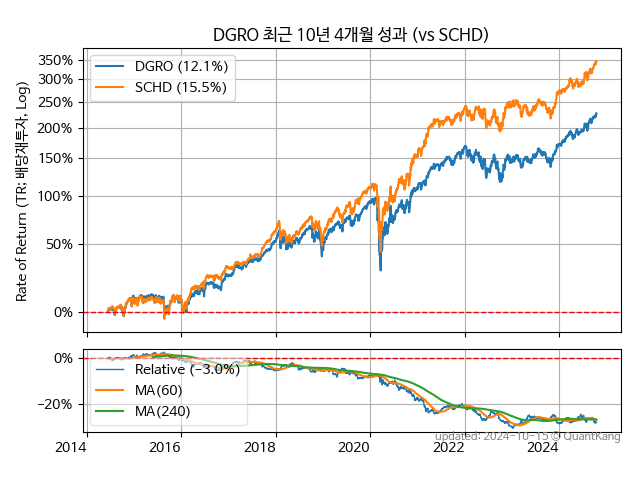 DGRO 최근 10년 4개월 성과 (vs SCHD)
Rate of Return (TR; 배당재투자, Log)
350%
300%
250%
200%
150%
100%
50%
0%
DGRO (12.1%)
SCHD (15.5%)
0%
−20%
Relative (−3.0%)
MA(60)
MA(240)
2014
2016
2018
2020
2022
2024
updated: 2024-10-15 © QuantKang